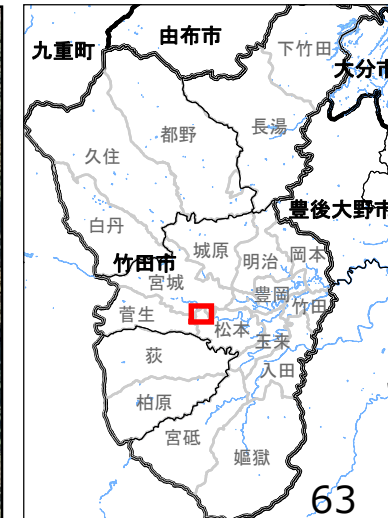 由布市
九重町
下竹田
大分市
都野
長湯
久住
白丹
豊後大野市
城原
岡本
明治
竹田市
宮城
豊岡
竹田
菅生
松本
玉来
荻
入田
柏原
宮砥
嫗獄
63